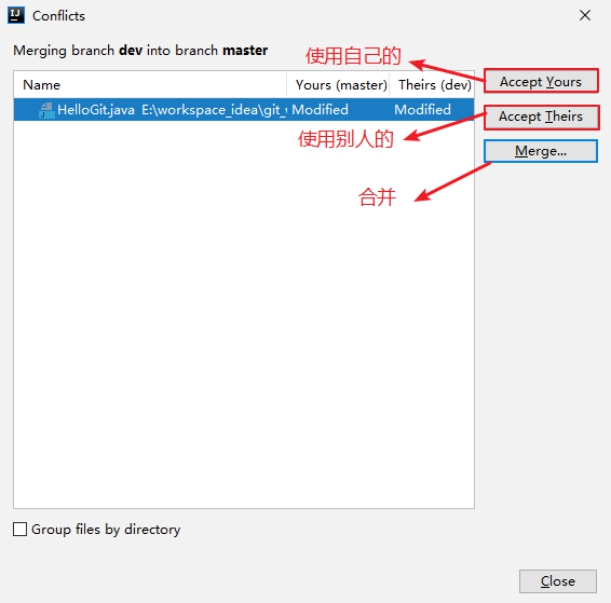 Conflicts
Merging branch dev into branch master
使用自己的
Accept Yours
Name Yours (master) Theirs (dev)
HelloGit.java E:\workspace_idea\git_ Modified Modified
Accept Theirs
使用别人的
Merge...
合并
Group files by directory
Close